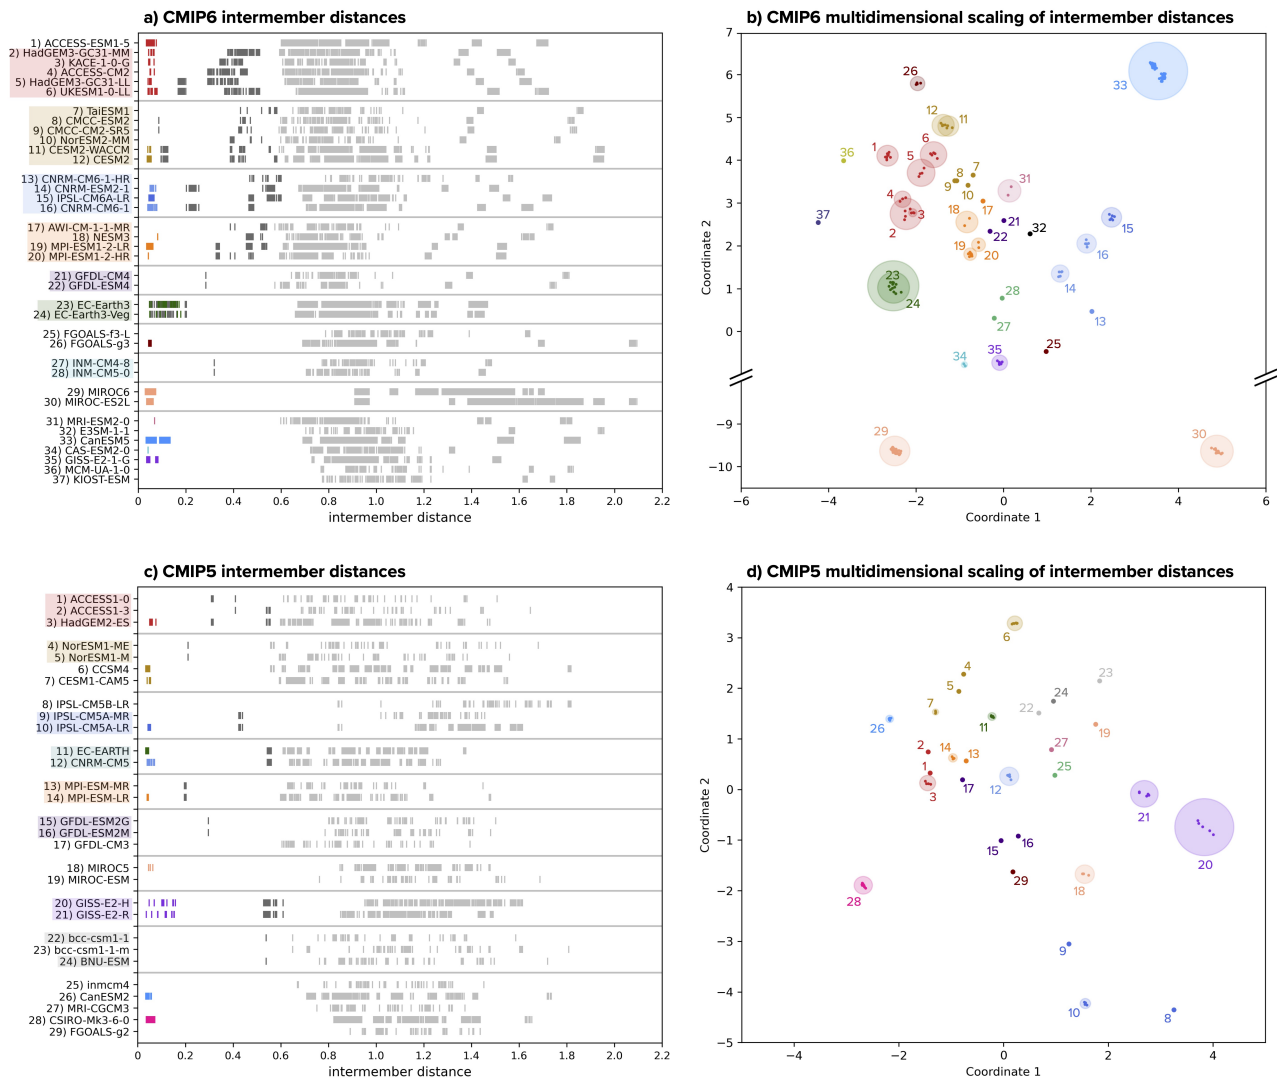 a) CMIP6 intermember distances
1) ACCESS-ESM1-5
2) HadGEM3-GC31-MM
3) KACE-1-0-G
4) ACCESS-CM2
5) HadGEM3-GC31-LL
6) UKESM1-0-LL
7) TaiESM1
8) CMCC-ESM2
9) CMCC-CM2-SR5
10) NorESM2-MM
11) CESM2-WACCM
12) CESM2
13) CNRM-CM6-1-HR
14) CNRM-ESM2-1
15) IPSL-CM6A-LR
16) CNRM-CM6-1
17) AWI-CM-1-1-MR
18) NESM3
19) MPI-ESM1-2-LR
20) MPI-ESM1-2-HR
21) GFDL-CM4
22) GFDL-ESM4
23) EC-Earth3
24) EC-Earth3-Veg
25) FGOALS-f3-L
26) FGOALS-g3
27) INM-CM4-8
28) INM-CM5-0
29) MIROC6
30) MIROC-ES2L
31) MRI-ESM2-0
32) E3SM-1-1
33) CanESM5
34) CAS-ESM2-0
35) GISS-E2-1-G
36) MCM-UA-1-0
37) KIOST-ESM
0 0.2 0.4 0.6 0.8 1.0 1.2 1.4 1.6 1.8 2.0 2.2
intermember distance
b) CMIP6 multidimensional scaling of intermember distances
7
6
5
4
3
2
1
0
−9
−10
Coordinate 2
26
33
12
11
6
1
5
36
8
7
9
10
31
4
3
2
37
18
17
21
22
32
15
19
20
16
14
23
24
28
27
13
25
34
35
29
30
−6 −4 −2 0 2 4 6
Coordinate 1
c) CMIP5 intermember distances
1) ACCESS1-0
2) ACCESS1-3
3) HadGEM2-ES
4) NorESM1-ME
5) NorESM1-M
6) CCSM4
7) CESM1-CAM5
8) IPSL-CM5B-LR
9) IPSL-CM5A-MR
10) IPSL-CM5A-LR
11) EC-EARTH
12) CNRM-CM5
13) MPI-ESM-MR
14) MPI-ESM-LR
15) GFDL-ESM2G
16) GFDL-ESM2M
17) GFDL-CM3
18) MIROC5
19) MIROC-ESM
20) GISS-E2-H
21) GISS-E2-R
22) bcc-csm1-1
23) bcc-csm1-1-m
24) BNU-ESM
25) inmcm4
26) CanESM2
27) MRI-CGCM3
28) CSIRO-Mk3-6-0
29) FGOALS-g2
0 0.2 0.4 0.6 0.8 1.0 1.2 1.4 1.6 1.8 2.0 2.2
intermember distance
d) CMIP5 multidimensional scaling of intermember distances
4
3
2
1
0
−1
−2
−3
−4
−5
Coordinate 2
6
4
5
7
26
11
22
24
23
19
2
14
13
27
25
1
3
17
12
21
20
15
16
29
18
28
9
10
8
−4 −2 0 2 4
Coordinate 1